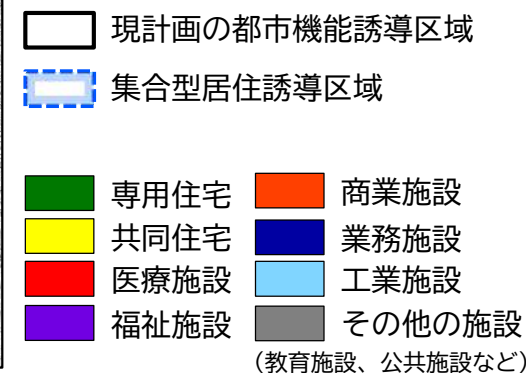 現計画の都市機能誘導区域
集合型居住誘導区域
専用住宅 商業施設
共同住宅 業務施設
医療施設 工業施設
福祉施設 その他の施設
（教育施設、公共施設など）